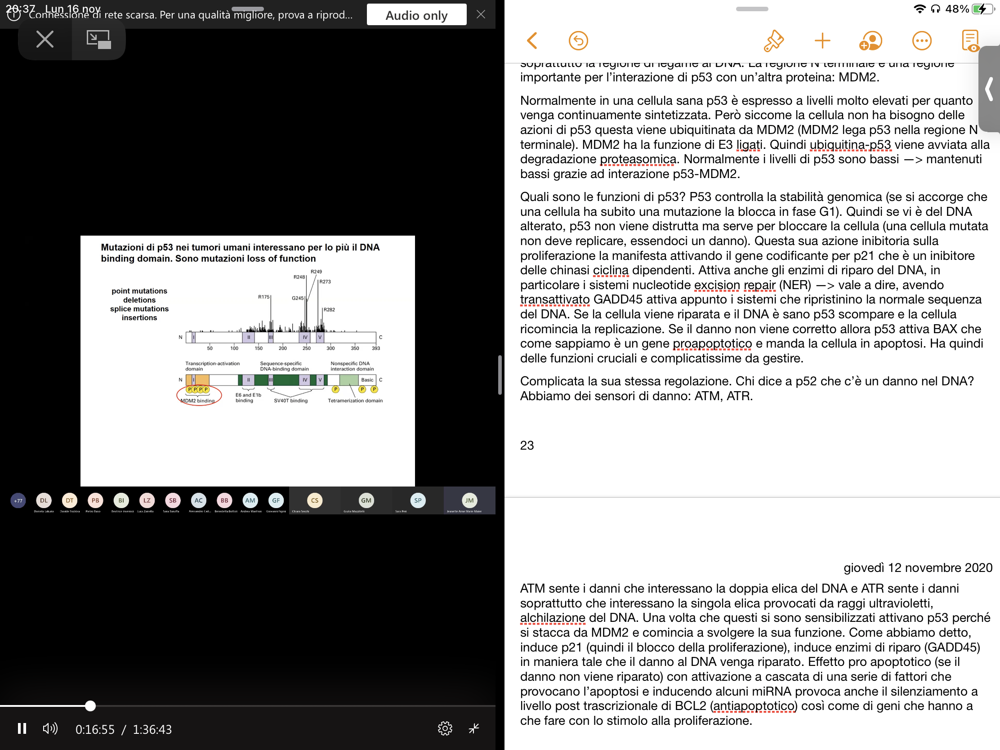 20:37 Lun 16 nov
Connessione di rete scarsa. Per una qualità migliore, prova a riprod...
Audio only
Mutazioni di p53 nei tumori umani interessano per lo più il DNA
binding domain. Sono mutazioni loss of function
point mutations
deletions
splice mutations
insertions
R175
R248
R249
G245
R273
R282
N I II III IV V C
50 100 150 200 250 300 350 393
Transcription-activation
domain
Sequence-specific
DNA-binding domain
Nonspecific DNA
interaction domain
N I II III IV V Basic C
P P P P P P P
MDM2 binding
E6 and E1b
binding
SV40T binding
Tetramerization domain
+77 DL DT PB BI LZ SB AC BB AM GF CS GM SP JM
Daniela Lakuria Davide Trubbia Pietro Baso Beatrice Invernici Luca Zarrella Sara Baruffa Alessandro Cad... Benedetta Bottoli Andrea Manfron Giovanni Figini Chiara Secchi Giulia Mazzitelli Sara Peri Jeanette Anne Marie Maier
0:16:55 / 1:36:43
48%
soprattutto la regione di legame al DNA. La regione N terminale è una regione
importante per l’interazione di p53 con un’altra proteina: MDM2.
Normalmente in una cellula sana p53 è espresso a livelli molto elevati per quanto
venga continuamente sintetizzata. Però siccome la cellula non ha bisogno delle
azioni di p53 questa viene ubiquitinata da MDM2 (MDM2 lega p53 nella regione N
terminale). MDM2 ha la funzione di E3 ligati. Quindi ubiquitina-p53 viene avviata alla
degradazione proteasomica. Normalmente i livelli di p53 sono bassi —> mantenuti
bassi grazie ad interazione p53-MDM2.
Quali sono le funzioni di p53? P53 controlla la stabilità genomica (se si accorge che
una cellula ha subito una mutazione la blocca in fase G1). Quindi se vi è del DNA
alterato, p53 non viene distrutta ma serve per bloccare la cellula (una cellula mutata
non deve replicare, essendoci un danno). Questa sua azione inibitoria sulla
proliferazione la manifesta attivando il gene codificante per p21 che è un inibitore
delle chinasi ciclina dipendenti. Attiva anche gli enzimi di riparo del DNA, in
particolare i sistemi nucleotide excision repair (NER) —> vale a dire, avendo
transattivato GADD45 attiva appunto i sistemi che ripristinino la normale sequenza
del DNA. Se la cellula viene riparata e il DNA è sano p53 scompare e la cellula
ricomincia la replicazione. Se il danno non viene corretto allora p53 attiva BAX che
come sappiamo è un gene proapoptotico e manda la cellula in apoptosi. Ha quindi
delle funzioni cruciali e complicatissime da gestire.
Complicata la sua stessa regolazione. Chi dice a p52 che c’è un danno nel DNA?
Abbiamo dei sensori di danno: ATM, ATR.
23
giovedì 12 novembre 2020
ATM sente i danni che interessano la doppia elica del DNA e ATR sente i danni
soprattutto che interessano la singola elica provocati da raggi ultravioletti,
alchilazione del DNA. Una volta che questi si sono sensibilizzati attivano p53 perché
si stacca da MDM2 e comincia a svolgere la sua funzione. Come abbiamo detto,
induce p21 (quindi il blocco della proliferazione), induce enzimi di riparo (GADD45)
in maniera tale che il danno al DNA venga riparato. Effetto pro apoptotico (se il
danno non viene riparato) con attivazione a cascata di una serie di fattori che
provocano l’apoptosi e inducendo alcuni miRNA provoca anche il silenziamento a
livello post trascrizionale di BCL2 (antiapoptotico) così come di geni che hanno a
che fare con lo stimolo alla proliferazione.